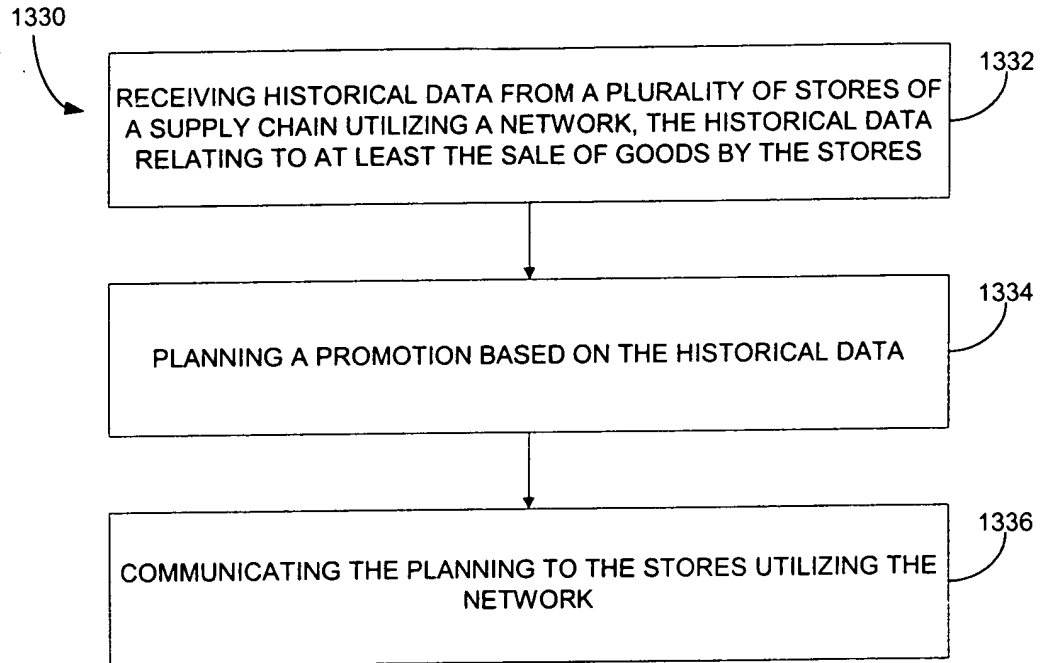 1330
1332
RECEIVING HISTORICAL DATA FROM A PLURALITY OF STORES OF
A SUPPLY CHAIN UTILIZING A NETWORK, THE HISTORICAL DATA
RELATING TO AT LEAST THE SALE OF GOODS BY THE STORES
1334
PLANNING A PROMOTION BASED ON THE HISTORICAL DATA
1336
COMMUNICATING THE PLANNING TO THE STORES UTILIZING THE
NETWORK